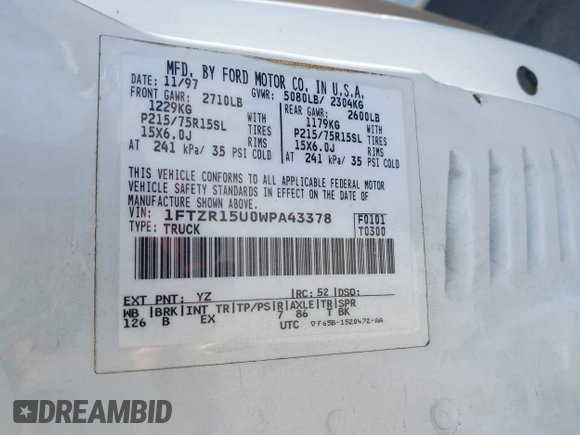 MFD. BY FORD MOTOR CO. IN U.S.A.
DATE: 11/97 GVWR: 5080LB/ 2304KG
FRONT GAWR: 2710LB REAR GAWR: 2600LB
1229KG WITH 1179KG WITH
P215/75R15SL TIRES P215/75R15SL TIRES
15X6.0J RIMS 15X6.0J RIMS
AT 241 kPa/ 35 PSI COLD AT 241 kPa/ 35 PSI COLD
THIS VEHICLE CONFORMS TO ALL APPLICABLE FEDERAL MOTOR
VEHICLE SAFETY STANDARDS IN EFFECT ON THE DATE OF
MANUFACTURE SHOWN ABOVE.
VIN: 1FTZR15U0WPA43378 F0101
TYPE: TRUCK T0300
EXT PNT: YZ |RC: 52 |DSO:
WB |BRK|INT TR|TP/PS|R|AXLE|TR|SPR
126 B EX 7 86 T BK
UTC ▽F65B-1520472-AA
DREAMBID